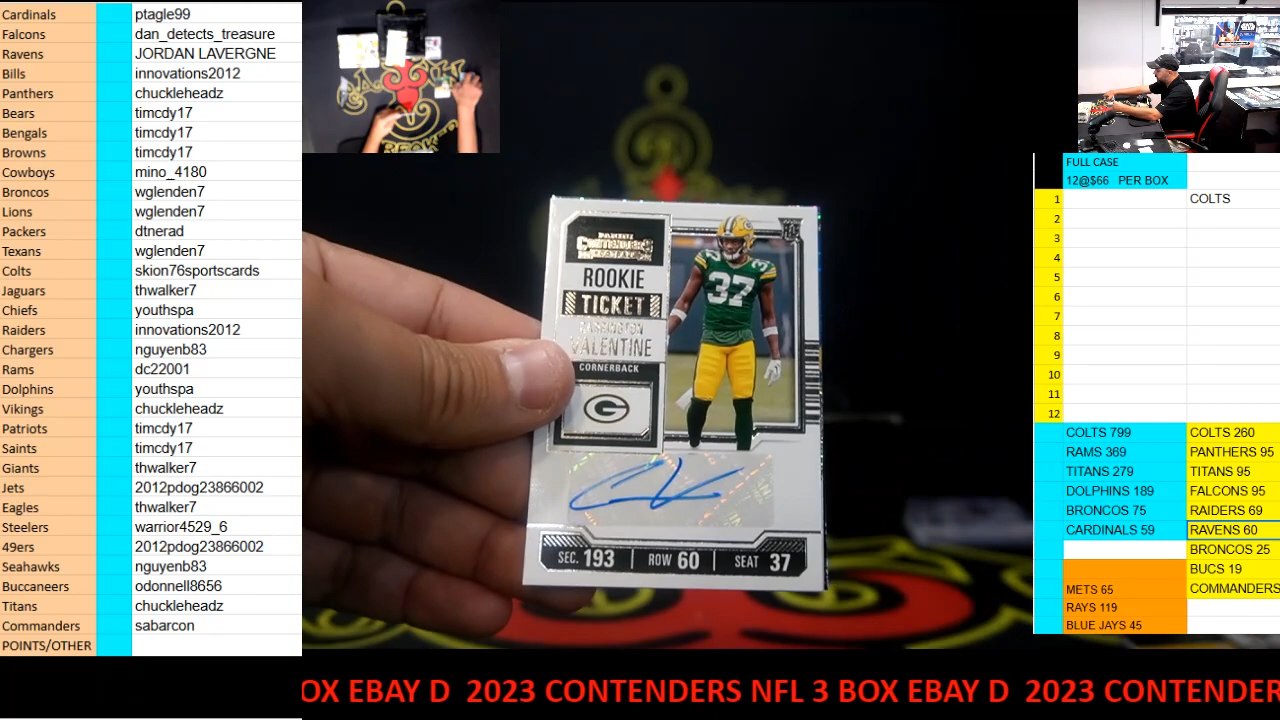 Cardinals ptagle99
Falcons dan_detects_treasure
Ravens JORDAN LAVERGNE
Bills innovations2012
Panthers chuckleheadz
Bears timcdy17
Bengals timcdy17
Browns timcdy17
Cowboys mino_4180
Broncos wglenden7
Lions wglenden7
Packers dtnerad
Texans wglenden7
Colts skion76sportscards
Jaguars thwalker7
Chiefs youthspa
Raiders innovations2012
Chargers nguyenb83
Rams dc22001
Dolphins youthspa
Vikings chuckleheadz
Patriots timcdy17
Saints timcdy17
Giants thwalker7
Jets 2012pdog23866002
Eagles thwalker7
Steelers warrior4529_6
49ers 2012pdog23866002
Seahawks nguyenb83
Buccaneers odonnell8656
Titans chuckleheadz
Commanders sabarcon
POINTS/OTHER
PANINI
CONTENDERS
FOOTBALL
ROOKIE
TICKET
CARRINGTON
VALENTINE
CORNERBACK
G
37
SEC. 193 ROW 60 SEAT 37
FULL CASE
12@$66 PER BOX
1 COLTS
2
3
4
5
6
7
8
9
10
11
12
COLTS 799 COLTS 260
RAMS 369 PANTHERS 95
TITANS 279 TITANS 95
DOLPHINS 189 FALCONS 95
BRONCOS 75 RAIDERS 69
CARDINALS 59 RAVENS 60
BRONCOS 25
BUCS 19
METS 65 COMMANDERS
RAYS 119
BLUE JAYS 45
OX EBAY D 2023 CONTENDERS NFL 3 BOX EBAY D 2023 CONTENDER